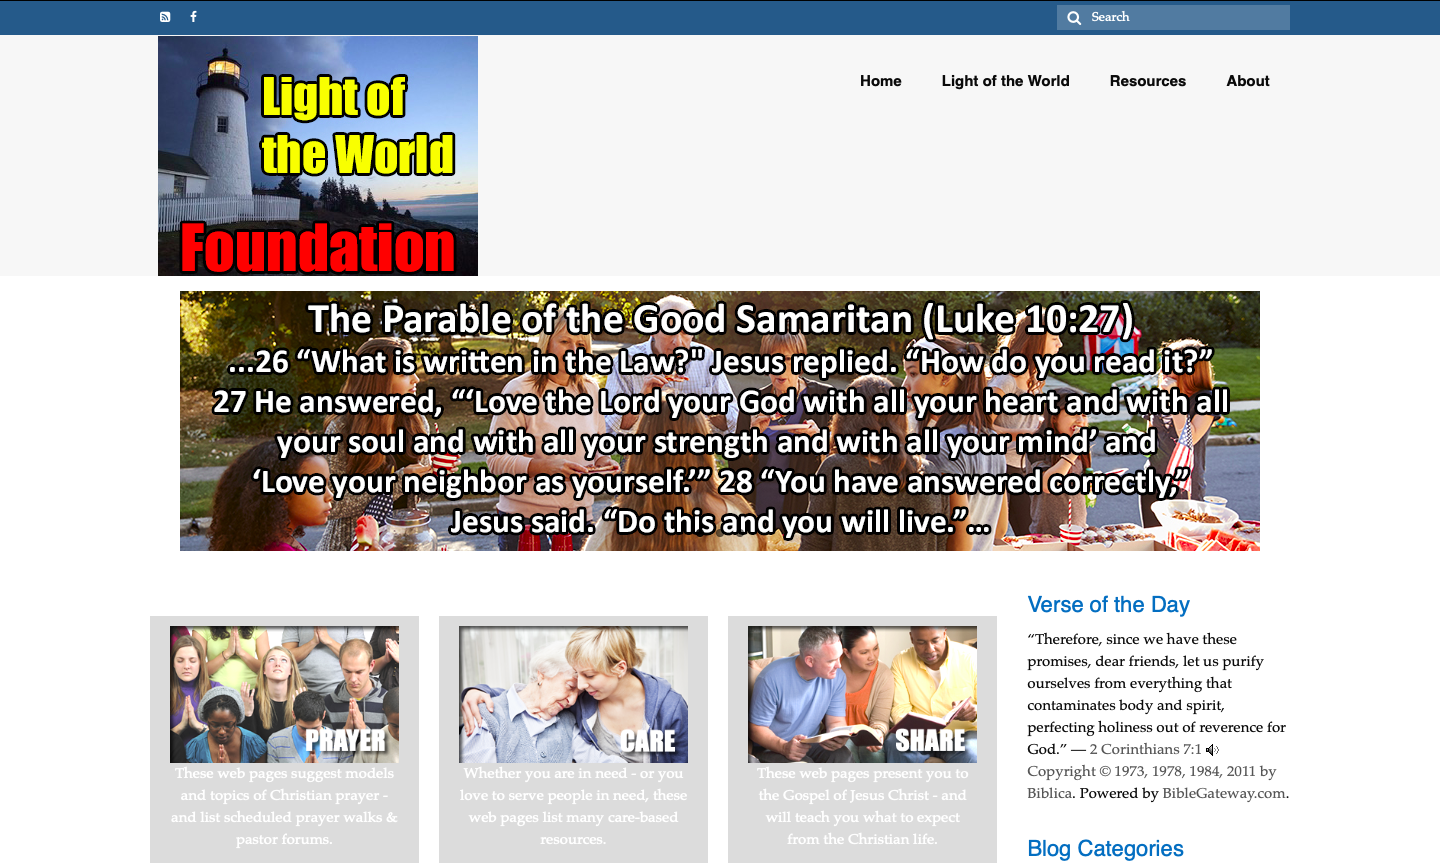 Search
Light of
the World
Foundation
Home Light of the World Resources About
The Parable of the Good Samaritan (Luke 10:27)
...26 “What is written in the Law?" Jesus replied. “How do you read it?”
27 He answered, “‘Love the Lord your God with all your heart and with all
your soul and with all your strength and with all your mind’ and
‘Love your neighbor as yourself.’” 28 “You have answered correctly,”
Jesus said. “Do this and you will live.”...
PRAYER
These web pages suggest models
and topics of Christian prayer -
and list scheduled prayer walks &
pastor forums.
CARE
Whether you are in need - or you
love to serve people in need, these
web pages list many care-based
resources.
SHARE
These web pages present you to
the Gospel of Jesus Christ - and
will teach you what to expect
from the Christian life.
Verse of the Day
“Therefore, since we have these
promises, dear friends, let us purify
ourselves from everything that
contaminates body and spirit,
perfecting holiness out of reverence for
God.” — 2 Corinthians 7:1
Copyright © 1973, 1978, 1984, 2011 by
Biblica. Powered by BibleGateway.com.
Blog Categories